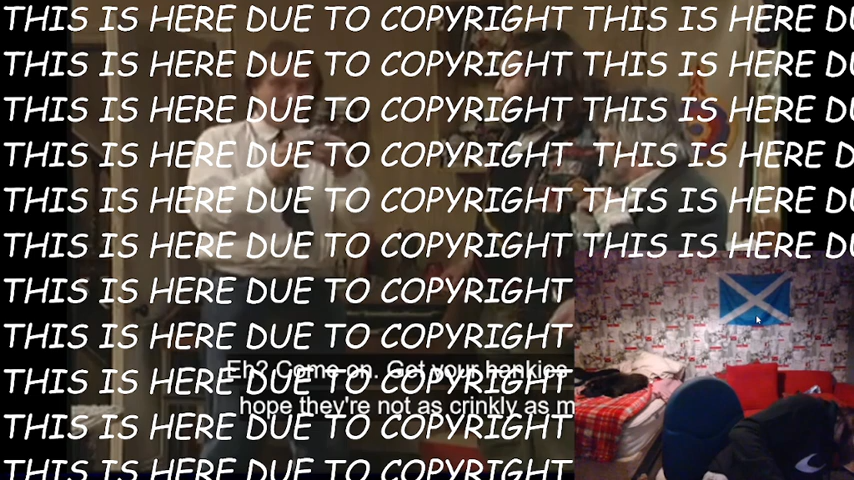 THIS IS HERE DUE TO COPYRIGHT THIS IS HERE DU
THIS IS HERE DUE TO COPYRIGHT THIS IS HERE DU
THIS IS HERE DUE TO COPYRIGHT THIS IS HERE DU
THIS IS HERE DUE TO COPYRIGHT THIS IS HERE D
THIS IS HERE DUE TO COPYRIGHT THIS IS HERE DU
THIS IS HERE DUE TO COPYRIGHT THIS IS HERE DU
THIS IS HERE DUE TO COPYRIGHT
THIS IS HERE DUE TO COPYRIGHT
Eh? Come on. Get your hankies
THIS IS HERE DUE TO COPYRIGHT
hope they're not as crinkly as m
THIS IS HERE DUE TO COPYRIGHT
THIS IS HERE DUE TO COPYRIGHT